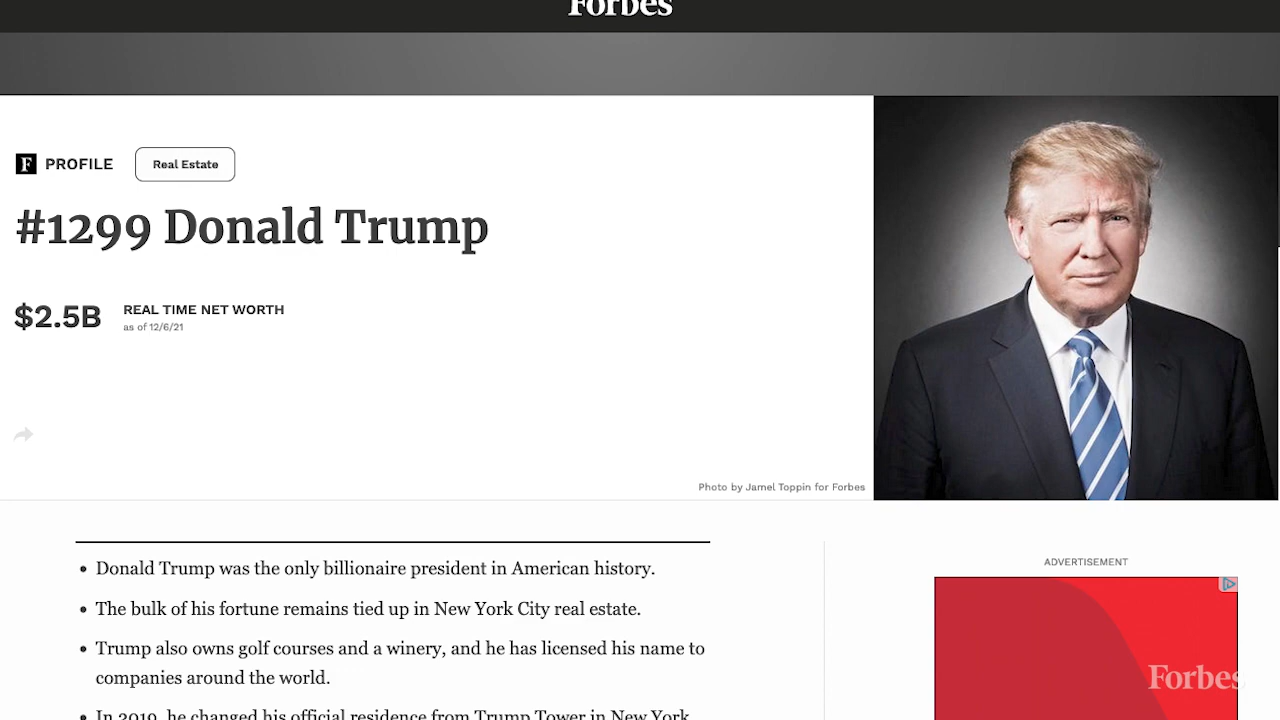 Forbes
F PROFILE
Real Estate
#1299 Donald Trump
$2.5B
REAL TIME NET WORTH
as of 12/6/21
Photo by Jamel Toppin for Forbes
• Donald Trump was the only billionaire president in American history.
• The bulk of his fortune remains tied up in New York City real estate.
• Trump also owns golf courses and a winery, and he has licensed his name to
companies around the world.
• In 2019, he changed his official residence from Trump Tower in New York
ADVERTISEMENT
Forbes